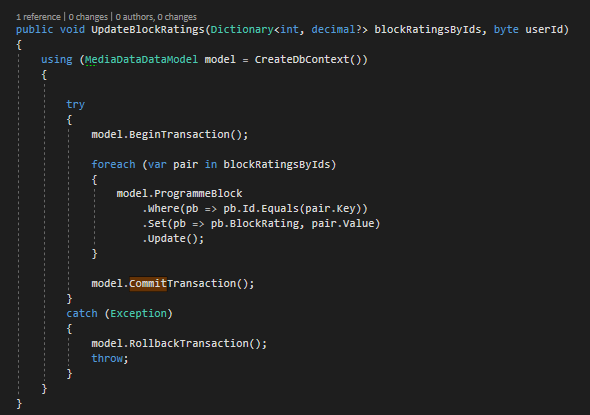 1 reference | 0 changes | 0 authors, 0 changes
public void UpdateBlockRatings(Dictionary<int, decimal?> blockRatingsByIds, byte userId)
{
    using (MediaDataDataModel model = CreateDbContext())
    {
        try
        {
            model.BeginTransaction();
            foreach (var pair in blockRatingsByIds)
            {
                model.ProgrammeBlock
                    .Where(pb => pb.Id.Equals(pair.Key))
                    .Set(pb => pb.BlockRating, pair.Value)
                    .Update();
            }
            model.CommitTransaction();
        }
        catch (Exception)
        {
            model.RollbackTransaction();
            throw;
        }
    }
}